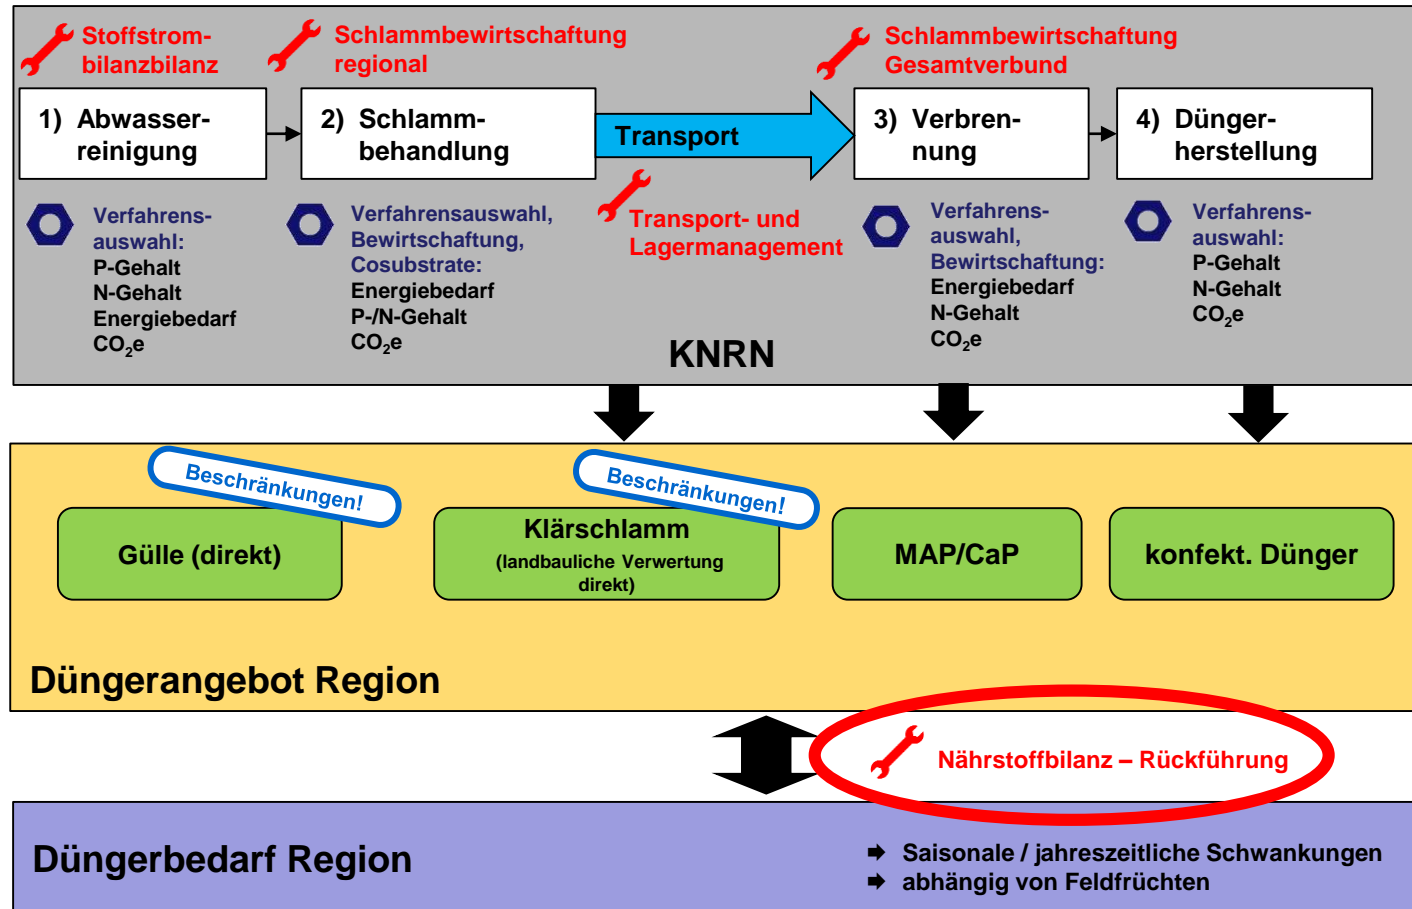 Stoffstrom-
bilanzbilanz
Schlammbewirtschaftung
regional
Schlammbewirtschaftung
Gesamtverbund
1) Abwasser-
reinigung
2) Schlamm-
behandlung
Transport
3) Verbren-
nung
4) Dünger-
herstellung
Verfahrens-
auswahl:
P-Gehalt
N-Gehalt
Energiebedarf
CO₂e
Verfahrensauswahl,
Bewirtschaftung,
Cosubstrate:
Energiebedarf
P-/N-Gehalt
CO₂e
Transport- und
Lagermanagement
Verfahrens-
auswahl,
Bewirtschaftung:
Energiebedarf
N-Gehalt
CO₂e
Verfahrens-
auswahl:
P-Gehalt
N-Gehalt
CO₂e
KNRN
Beschränkungen!
Beschränkungen!
Gülle (direkt)
Klärschlamm
(landbauliche Verwertung
direkt)
MAP/CaP
konfekt. Dünger
Düngerangebot Region
Nährstoffbilanz – Rückführung
Düngerbedarf Region
Saisonale / jahreszeitliche Schwankungen
abhängig von Feldfrüchten